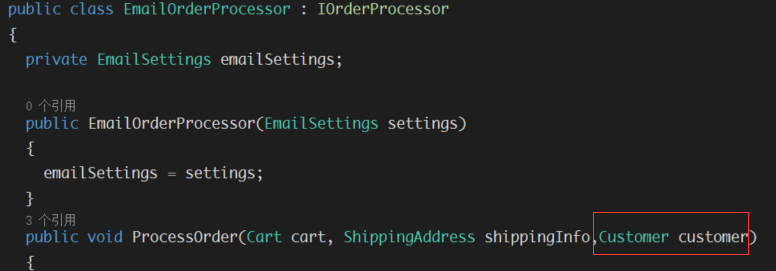 public class EmailOrderProcessor : IOrderProcessor
{
private EmailSettings emailSettings;
0 个引用
public EmailOrderProcessor(EmailSettings settings)
{
emailSettings = settings;
}
3 个引用
public void ProcessOrder(Cart cart, ShippingAddress shippingInfo,Customer customer)
{